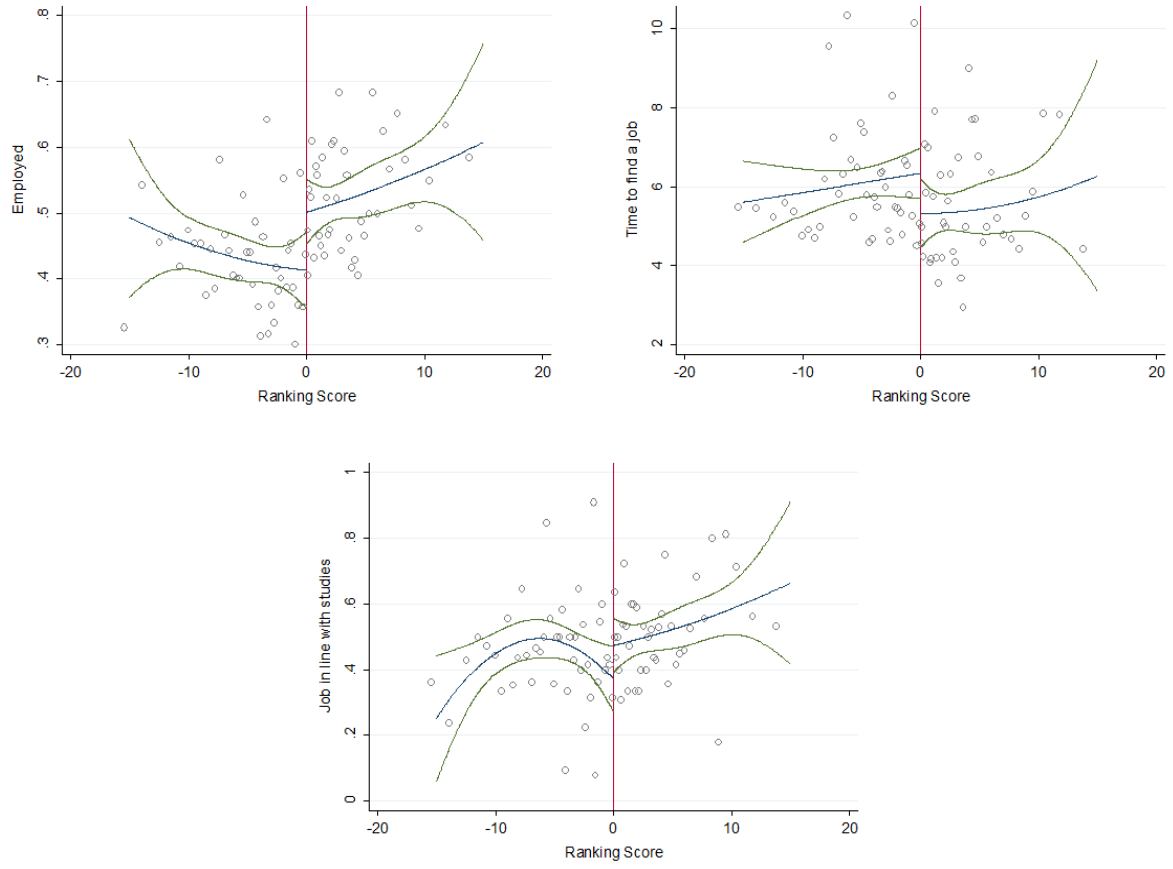 .8
.7
.6
.5
.4
.3
Employed
-20 -10 0 10 20
Ranking Score
10
8
6
4
2
Time to find a job
-20 -10 0 10 20
Ranking Score
1
.8
.6
.4
.2
0
Job in line with studies
-20 -10 0 10 20
Ranking Score